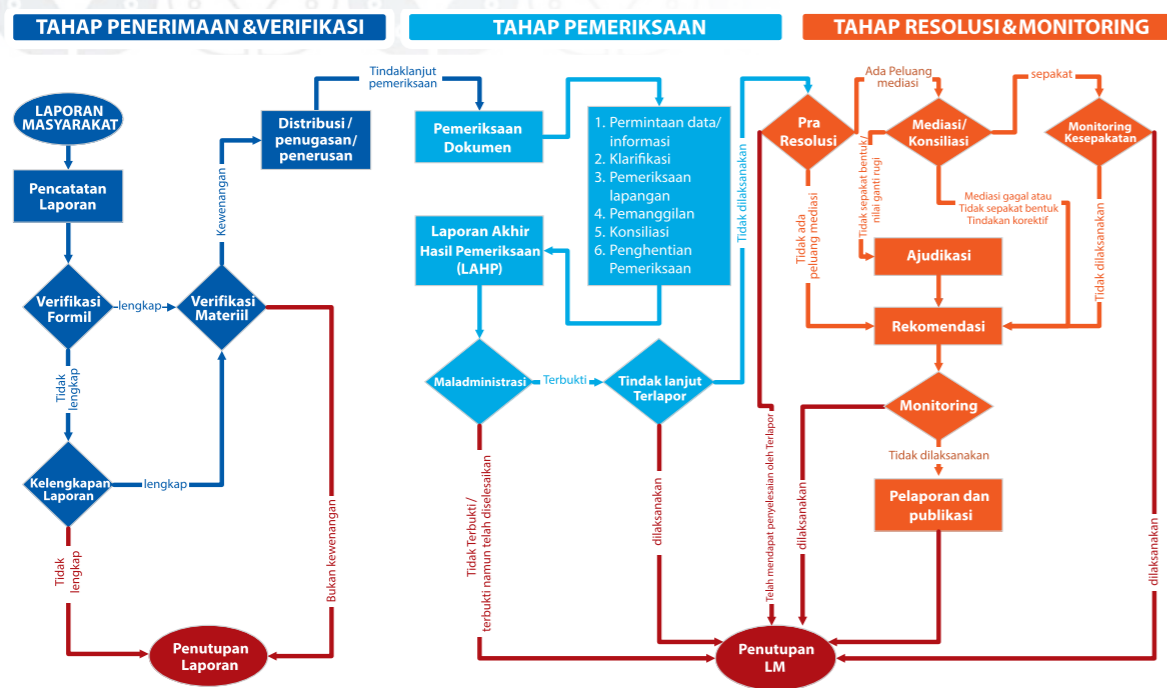 TAHAP PENERIMAAN &VERIFIKASI
LAPORAN
MASYARAKAT
Pencatatan
Laporan
Verifikasi
Formil
lengkap
Verifikasi
Materiil
Kewenangan
Distribusi/
penugasan/
penerusan
Tindaklanjut
pemeriksaan
Tidak
lengkap
Kelengkapan
Laporan
lengkap
Tidak
lengkap
Bukan kewenangan
Penutupan
Laporan
TAHAP PEMERIKSAAN
Pemeriksaan
Dokumen
1. Permintaan data/
informasi
2. Klarifikasi
3. Pemeriksaan
lapangan
4. Pemanggilan
5. Konsiliasi
6. Penghentian
Pemeriksaan
Laporan Akhir
Hasil Pemeriksaan
(LAHP)
Maladministrasi
Terbukti
Tindak lanjut
Terlapor
Tidak dilaksanakan
Tidak Terbukti /
terbukti namun telah diselesaikan
dilaksanakan
TAHAP RESOLUSI&MONITORING
Pra
Resolusi
Ada Peluang
mediasi
Mediasi/
Konsiliasi
sepakat
Monitoring
Kesepakatan
Tidak ada
peluang mediasi
Tidak sepakat bentuk/
nilai ganti rugi
Mediasi gagal atau
Tidak sepakat bentuk
Tindakan korektif
Tidak dilaksanakan
Ajudikasi
Rekomendasi
Monitoring
Tidak dilaksanakan
Pelaporan dan
publikasi
Telah mendapat penyelesaian oleh Terlapor
dilaksanakan
dilaksanakan
Penutupan
LM